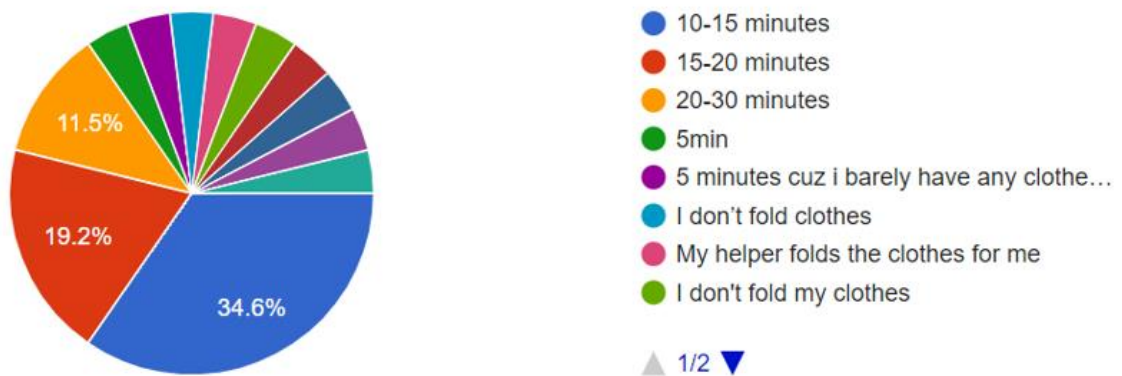 11.5%
19.2%
34.6%
10-15 minutes
15-20 minutes
20-30 minutes
5min
5 minutes cuz i barely have any clothe…
I don’t fold clothes
My helper folds the clothes for me
I don't fold my clothes
1/2